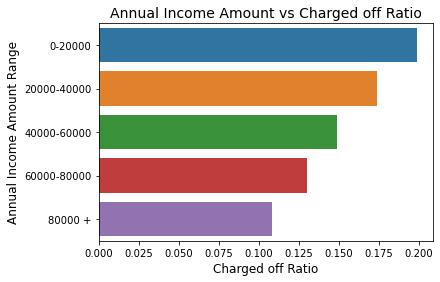 Annual Income Amount vs Charged off Ratio
Annual Income Amount Range
0-20000
20000-40000
40000-60000
60000-80000
80000 +
0.000 0.025 0.050 0.075 0.100 0.125 0.150 0.175 0.200
Charged off Ratio